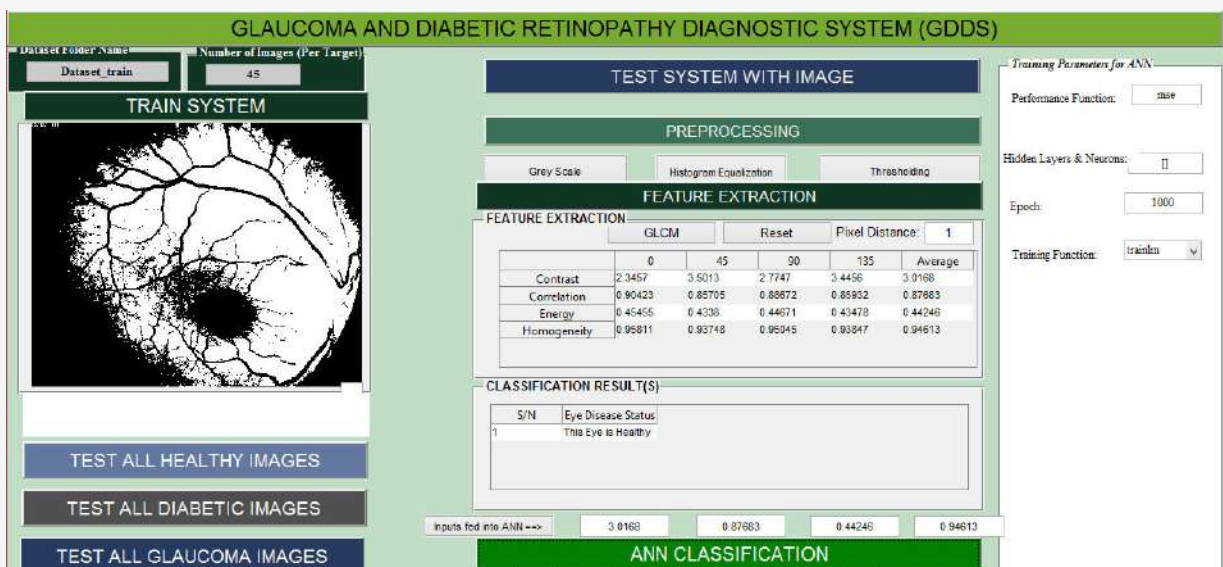 GLAUCOMA AND DIABETIC RETINOPATHY DIAGNOSTIC SYSTEM (GDDS)
Dataset Folder Name
Number of Images (Per Target)
Dataset_train
45
TRAIN SYSTEM
TEST ALL HEALTHY IMAGES
TEST ALL DIABETIC IMAGES
TEST ALL GLAUCOMA IMAGES
TEST SYSTEM WITH IMAGE
PREPROCESSING
Grey Scale Histogram Equalization Thresholding
FEATURE EXTRACTION
FEATURE EXTRACTION
GLCM Reset Pixel Distance: 1
0 45 90 135 Average
Contrast 2.3457 3.5013 2.7747 3.4456 3.0168
Correlation 0.90423 0.85705 0.88672 0.85932 0.87683
Energy 0.45455 0.4338 0.44671 0.43478 0.44246
Homogeneity 0.95811 0.93748 0.95045 0.93847 0.94613
CLASSIFICATION RESULT(S)
S/N Eye Disease Status
1 This Eye is Healthy
Inputs fed into ANN ==> 3.0168 0.87683 0.44246 0.94613
ANN CLASSIFICATION
Training Parameters for ANN
Performance Function: mse
Hidden Layers & Neurons: []
Epoch: 1000
Training Function: trainlm